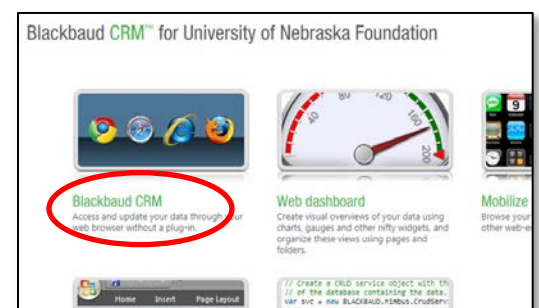 Blackbaud CRM™ for University of Nebraska Foundation
80
120
40
160
200
9
Blackbaud CRM
Access and update your data through your
web browser without a plug-in.
Web dashboard
Create visual overviews of your data using
charts, gauges and other nifty widgets, and
organize these views using pages and
folders.
Mobilize
Browse your
other web-e
Home Insert Page Layout
// Create a CRUD service object with th
// of the database containing the data.
var svc = new BLACKBAUD.nimbus.CrudServ